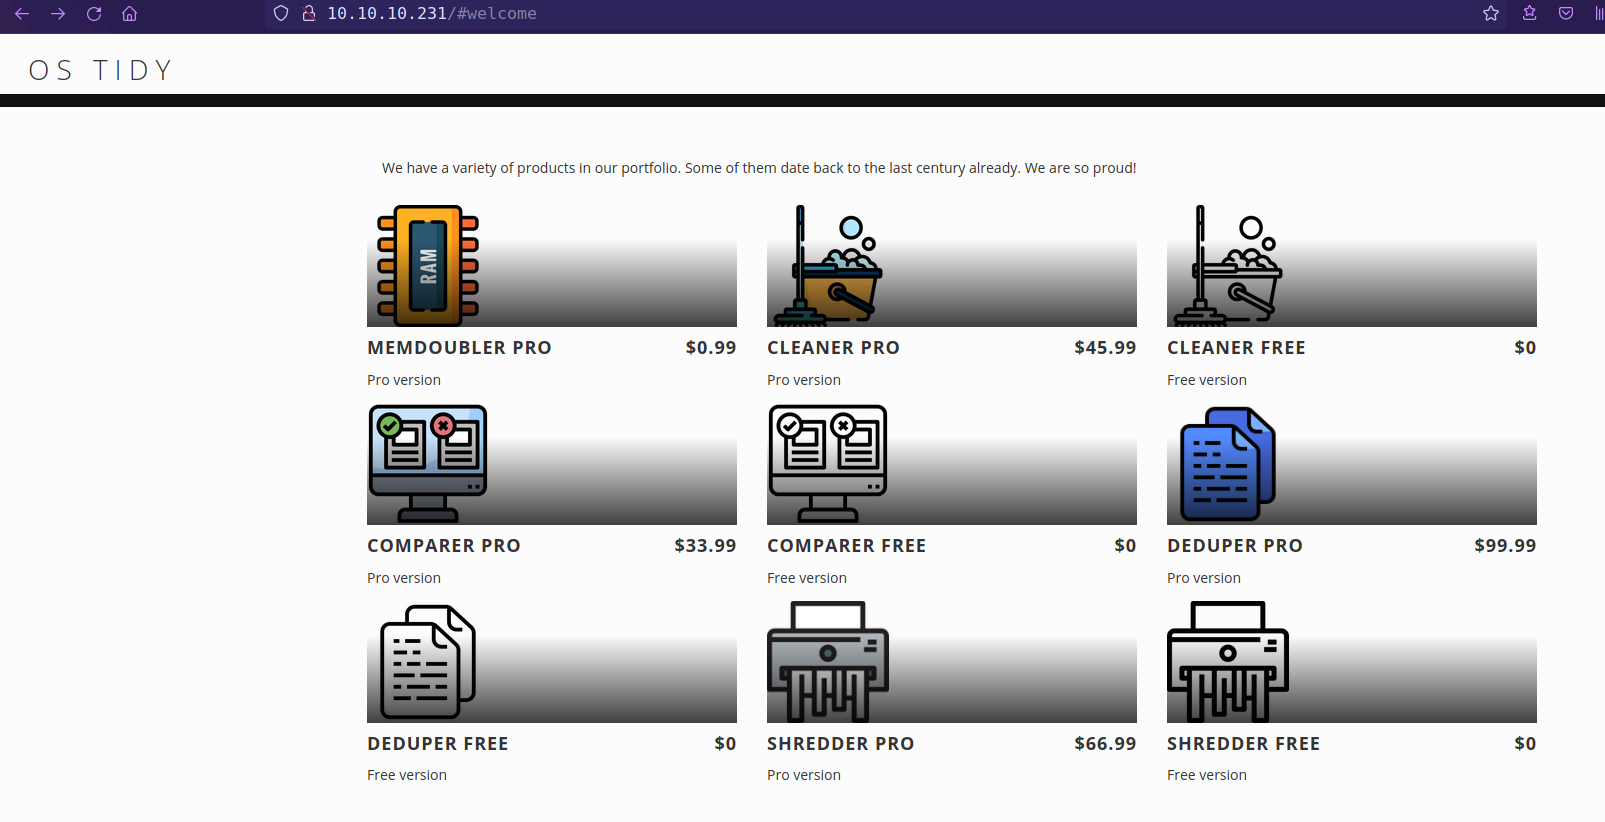 10.10.10.231/#welcome
OS TIDY
We have a variety of products in our portfolio. Some of them date back to the last century already. We are so proud!
RAM
MEMDOUBLER PRO $0.99
Pro version
CLEANER PRO $45.99
Pro version
CLEANER FREE $0
Free version
COMPARER PRO $33.99
Pro version
COMPARER FREE $0
Free version
DEDUPER PRO $99.99
Pro version
DEDUPER FREE $0
Free version
SHREDDER PRO $66.99
Pro version
SHREDDER FREE $0
Free version